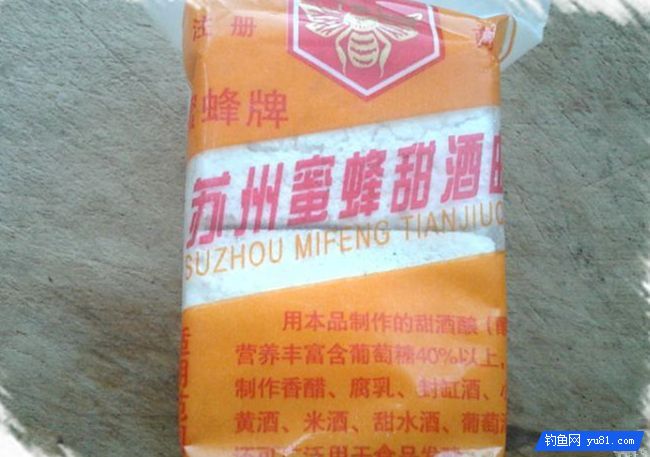 注册
蜂牌
苏州蜜蜂甜酒
SUZHOU MIFENG TIANJIUQ
用本品制作的甜酒酿（
营养丰富含葡萄糖40%以上，
制作香醋、腐乳、封缸酒、
黄酒、米酒、甜水酒、葡萄
钓鱼网 yu81.com